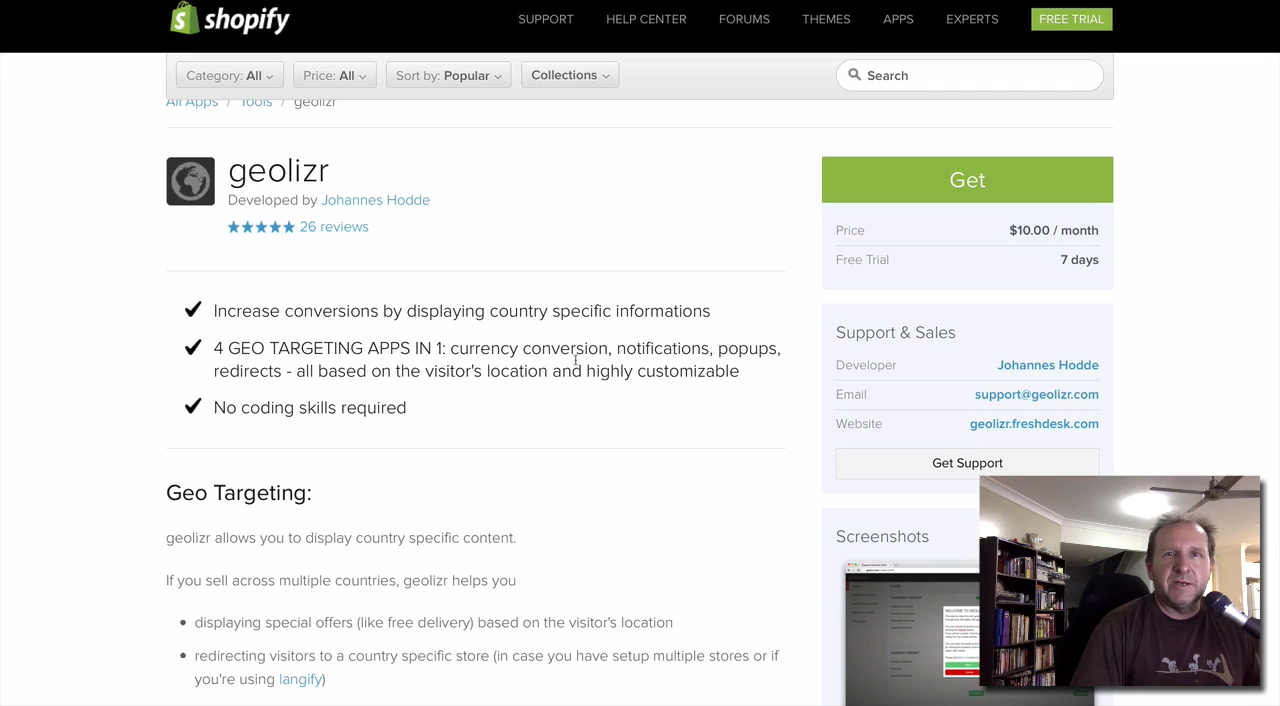 shopify
SUPPORT
HELP CENTER
FORUMS
THEMES
APPS
EXPERTS
FREE TRIAL
Category: All
Price: All
Sort by: Popular
Collections
Search
All Apps / Tools / geolizr
geolizr
Developed by Johannes Hodde
26 reviews
Increase conversions by displaying country specific informations
4 GEO TARGETING APPS IN 1: currency conversion, notifications, popups,
redirects - all based on the visitor's location and highly customizable
No coding skills required
Geo Targeting:
geolizr allows you to display country specific content.
If you sell across multiple countries, geolizr helps you
displaying special offers (like free delivery) based on the visitor's location
redirecting visitors to a country specific store (in case you have setup multiple stores or if
you're using langify)
Get
Price $10.00 / month
Free Trial 7 days
Support & Sales
Developer Johannes Hodde
Email support@geolizr.com
Website geolizr.freshdesk.com
Get Support
Screenshots